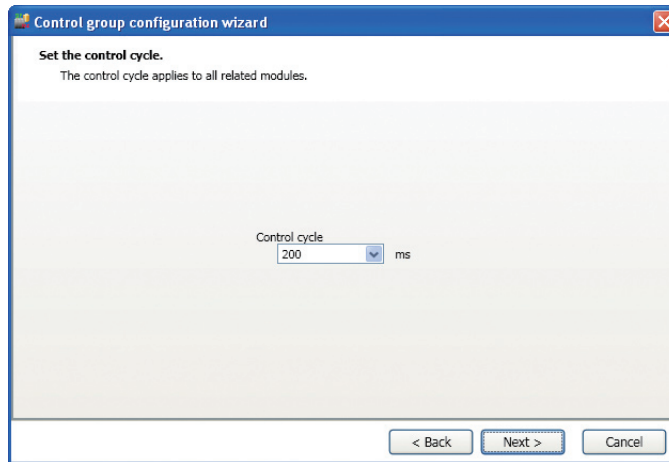 Control group configuration wizard
Set the control cycle.
The control cycle applies to all related modules.
Control cycle
200 ms
< Back Next > Cancel